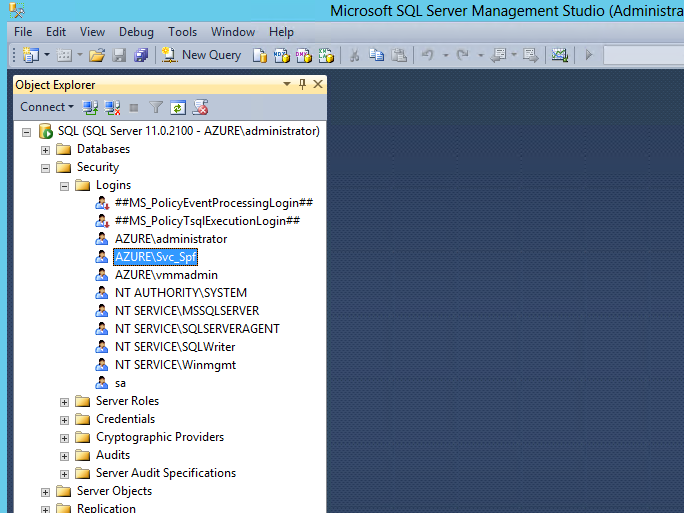 Microsoft SQL Server Management Studio (Administra
File Edit View Debug Tools Window Help
New Query
Object Explorer
Connect
SQL (SQL Server 11.0.2100 - AZURE\administrator)
Databases
Security
Logins
##MS_PolicyEventProcessingLogin##
##MS_PolicyTsqlExecutionLogin##
AZURE\administrator
AZURE\Svc_Spf
AZURE\vmmadmin
NT AUTHORITY\SYSTEM
NT SERVICE\MSSQLSERVER
NT SERVICE\SQLSERVERAGENT
NT SERVICE\SQLWriter
NT SERVICE\Winmgmt
sa
Server Roles
Credentials
Cryptographic Providers
Audits
Server Audit Specifications
Server Objects
Replication